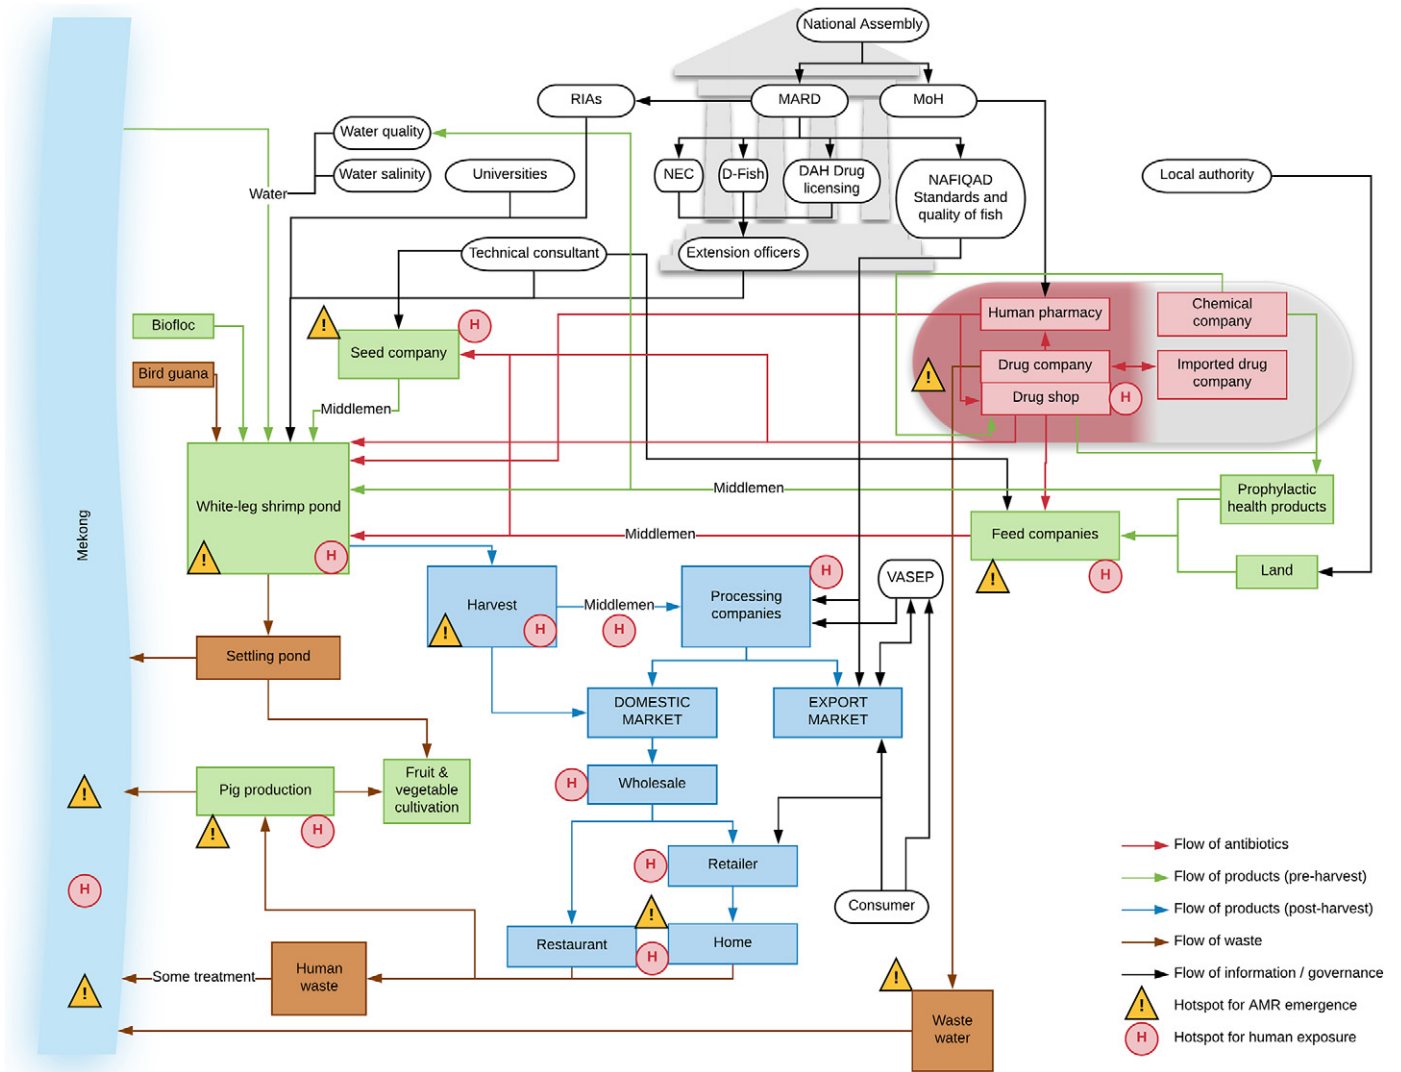 National Assembly
RIAs
MARD
MoH
Water quality
Water salinity
Universities
NEC
D-Fish
DAH Drug
licensing
NAFIQAD
Standards and
quality of fish
Local authority
Water
Technical consultant
Extension officers
Biofloc
Bird guana
Seed company
H
Middlemen
Human pharmacy
Chemical
company
!
Drug company
Imported drug
company
Drug shop
H
!
White-leg shrimp pond
!
H
Middlemen
Middlemen
Prophylactic
health products
Feed companies
!
H
Land
Mekong
Harvest
!
H
Middlemen
H
Processing
companies
H
VASEP
Settling pond
DOMESTIC
MARKET
EXPORT
MARKET
!
Pig production
!
H
Fruit &
vegetable
cultivation
H
Wholesale
H
Retailer
H
Consumer
!
Restaurant
H
Home
!
Some treatment
Human
waste
!
Waste
water
Flow of antibiotics
Flow of products (pre-harvest)
Flow of products (post-harvest)
Flow of waste
Flow of information / governance
!
Hotspot for AMR emergence
H
Hotspot for human exposure